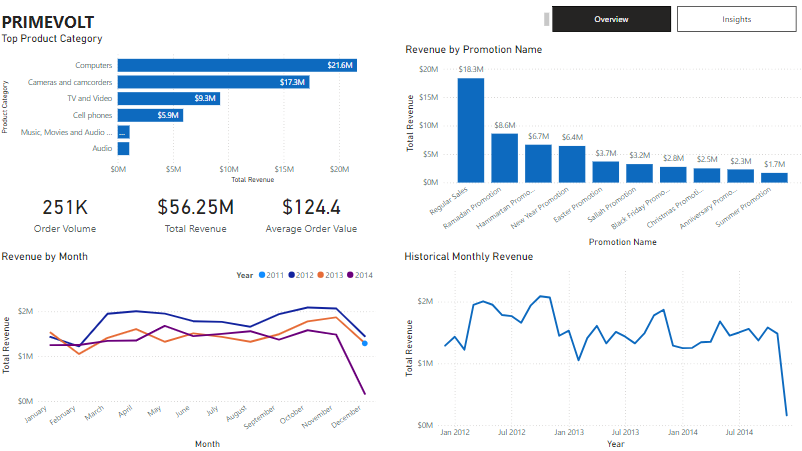 PRIMEVOLT
Overview
Insights
Top Product Category
Product Category
Computers
$21.6M
Cameras and camcorders
$17.3M
TV and Video
$9.3M
Cell phones
$5.9M
Music, Movies and Audio ...
...
Audio
$0M
$5M
$10M
$15M
$20M
Total Revenue
251K
Order Volume
$56.25M
Total Revenue
$124.4
Average Order Value
Revenue by Promotion Name
Total Revenue
$20M
$15M
$10M
$5M
$0M
$18.3M
$8.6M
$6.7M
$6.4M
$3.7M
$3.2M
$2.8M
$2.5M
$2.3M
$1.7M
Regular Sales
Ramadan Promotion
Hammartan Promo...
New Year Promotion
Easter Promotion
Sallah Promotion
Black Friday Promo...
Christmas Promoti...
Anniversary Promo...
Summer Promotion
Promotion Name
Revenue by Month
Year 2011 2012 2013 2014
Total Revenue
$2M
$1M
$0M
January
February
March
April
May
June
July
August
September
October
November
December
Month
Historical Monthly Revenue
Total Revenue
$2M
$1M
$0M
Jan 2012
Jul 2012
Jan 2013
Jul 2013
Jan 2014
Jul 2014
Year